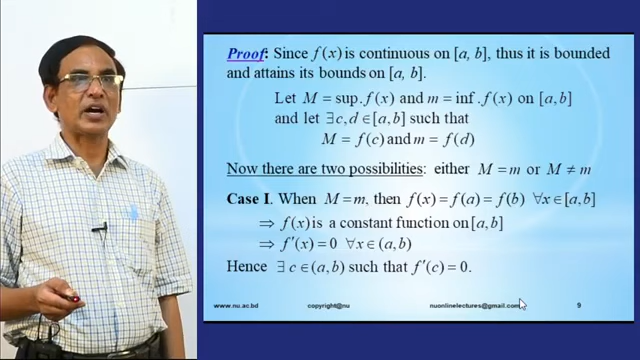 Proof: Since f(x) is continuous on [a, b], thus it is bounded
and attains its bounds on [a, b].
Let M = sup. f(x) and m = inf. f(x) on [a,b]
and let ∃c,d∈[a,b] such that
M = f(c) and m = f(d)
Now there are two possibilities: either M = m or M ≠ m
Case I. When M = m, then f(x) = f(a) = f(b) ∀x∈[a,b]
⇒ f(x) is a constant function on [a,b]
⇒ f′(x) = 0 ∀x∈(a,b)
Hence ∃ c∈(a,b) such that f′(c) = 0.
www.nu.ac.bd copyright@nu nuonlinelectures@gmail.com 9